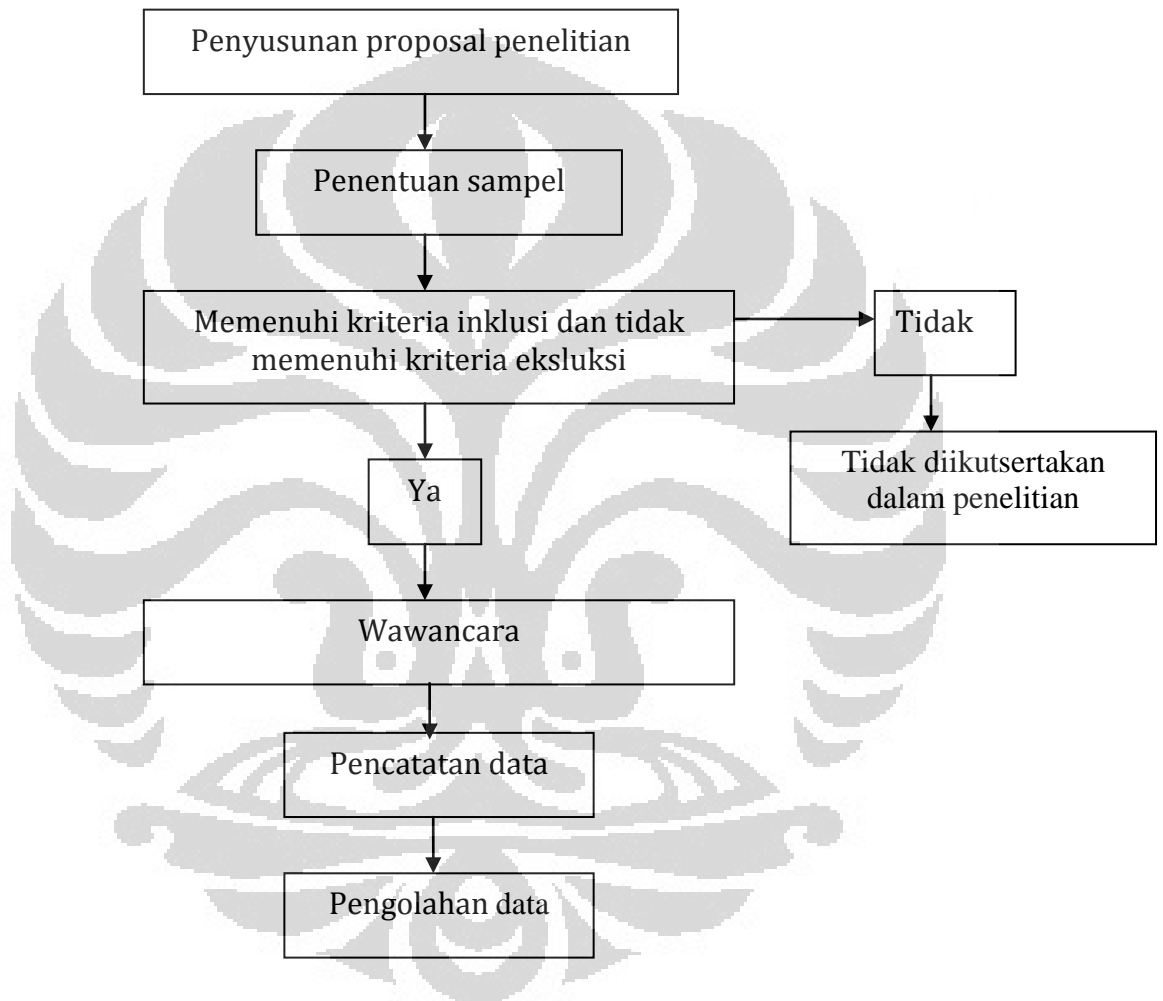 Penyusunan proposal penelitian
Penentuan sampel
Memenuhi kriteria inklusi dan tidak
memenuhi kriteria eksluksi
Tidak
Ya
Tidak diikutsertakan
dalam penelitian
Wawancara
Pencatatan data
Pengolahan data